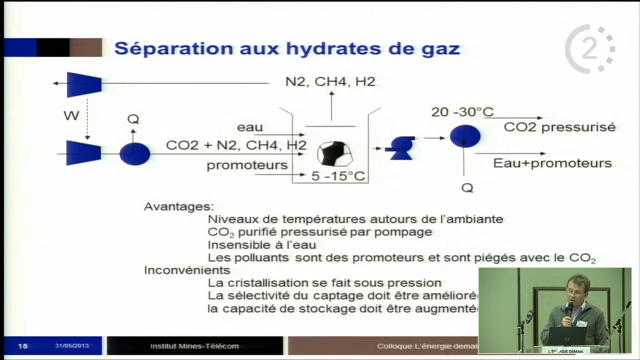 2
Séparation aux hydrates de gaz
N2, CH4, H2
W
Q
eau
20 -30°C
CO2 pressurisé
CO2 + N2, CH4, H2
promoteurs
5 -15°C
Eau+promoteurs
Q
Avantages:
Niveaux de températures autours de l'ambiante
CO2 purifié pressurisé par pompage
Insensible à l'eau
Les polluants sont des promoteurs et sont piégés avec le CO2
Inconvénients
La cristallisation se fait sous pression
La sélectivité du captage doit être améliorée
la capacité de stockage doit être augmentée
15
31/05/2013
Institut Mines-Télécom
Colloque L'énergie demai